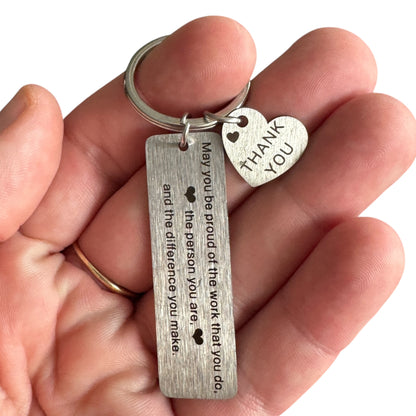 May you be proud of the work that you do,
the person you are,
and the difference you make.
THANK
YOU